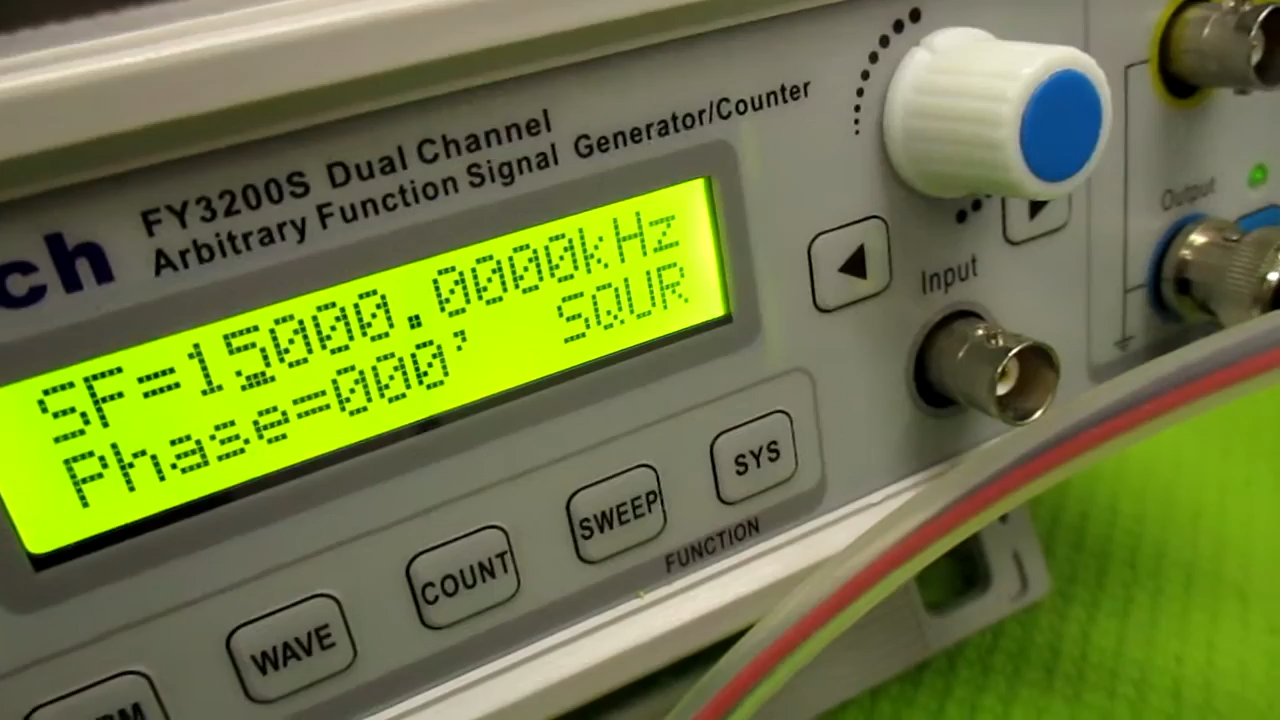 FY3200S Dual Channel
Arbitrary Function Signal Generator/Counter
ch
SF=15000.0000kHz
Phase=000' SQUR
Output
Input
SYS
SWEEP
COUNT
WAVE
FUNCTION